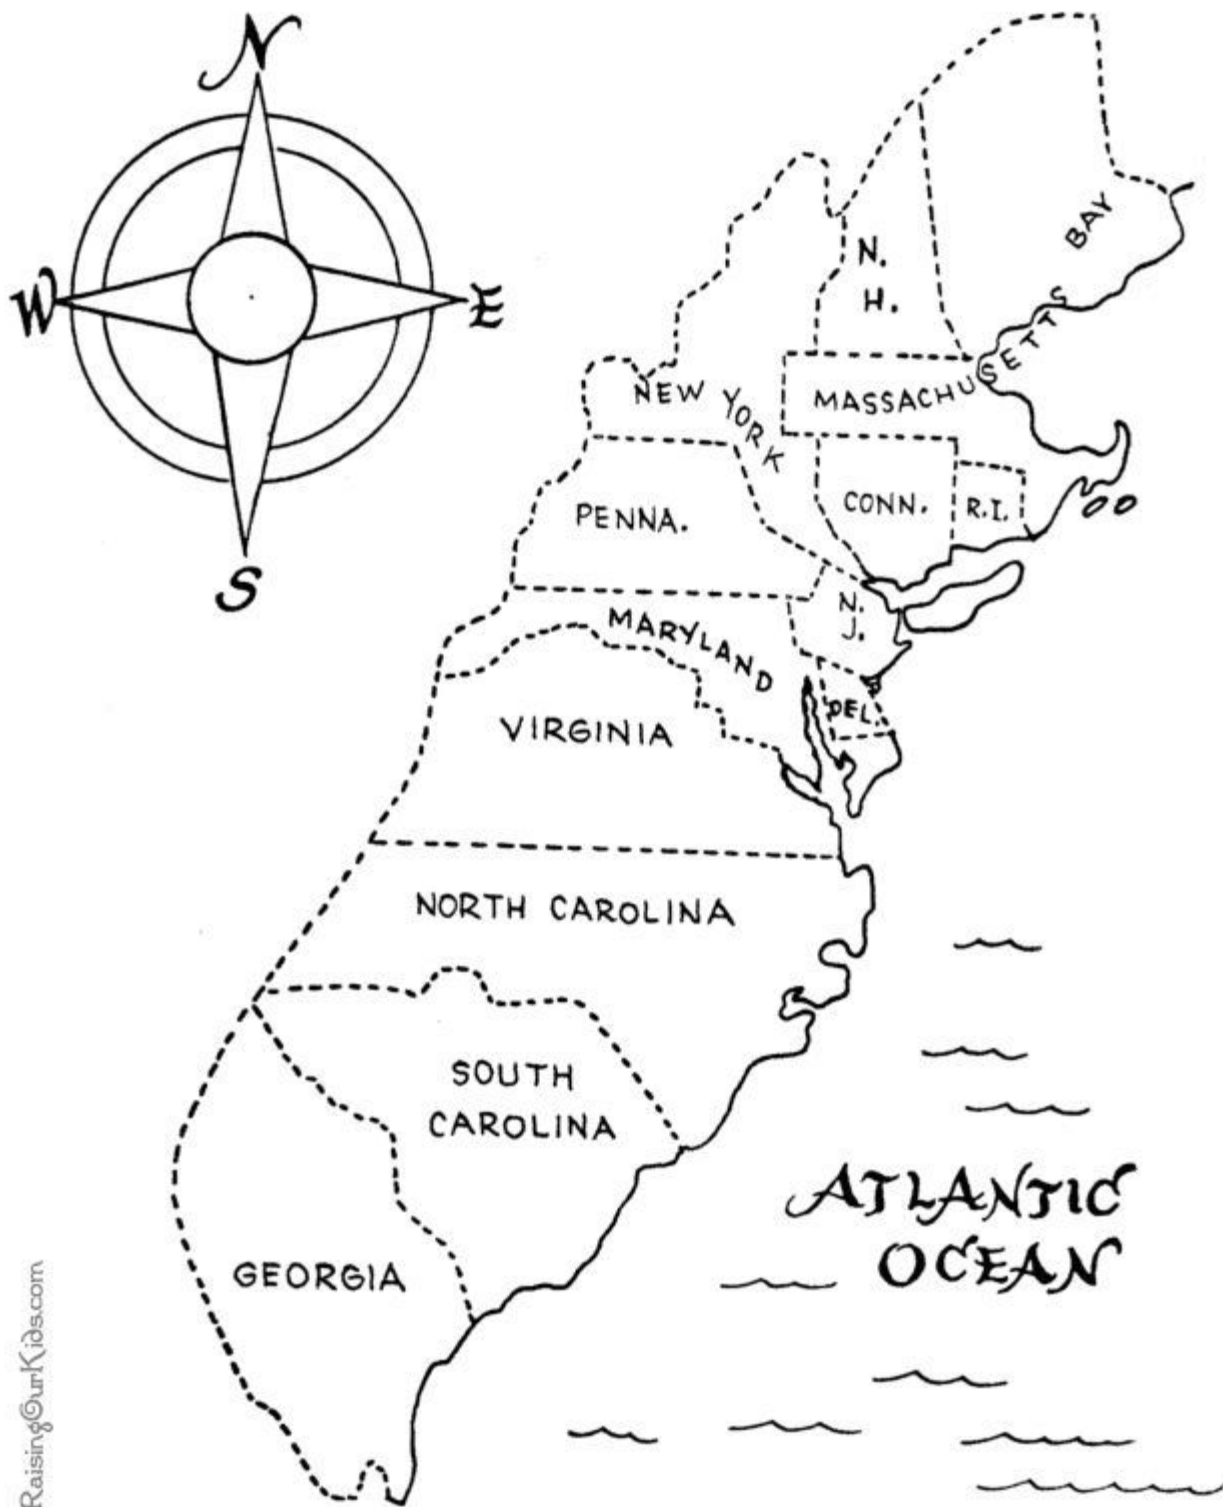 N
W
E
S
N.
H.
MASSACHUSETTS BAY
NEW YORK
CONN.
R.I.
PENNA.
N.
J.
MARYLAND
DEL.
VIRGINIA
NORTH CAROLINA
SOUTH
CAROLINA
GEORGIA
ATLANTIC
OCEAN
RaisingOurKids.com